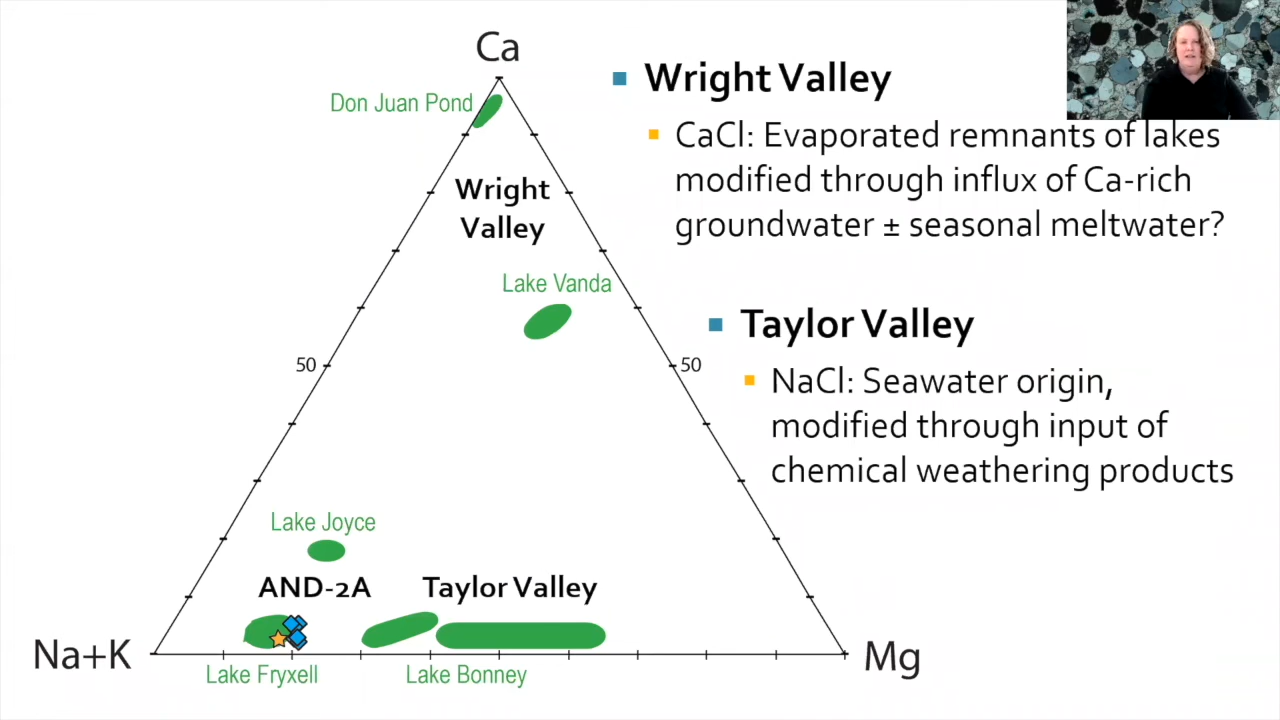 Ca
Don Juan Pond
Wright
Valley
Lake Vanda
50
50
Lake Joyce
AND-2A
Taylor Valley
Na+K
Mg
Lake Fryxell
Lake Bonney
Wright Valley
CaCl: Evaporated remnants of lakes
modified through influx of Ca-rich
groundwater ± seasonal meltwater?
Taylor Valley
NaCl: Seawater origin,
modified through input of
chemical weathering products